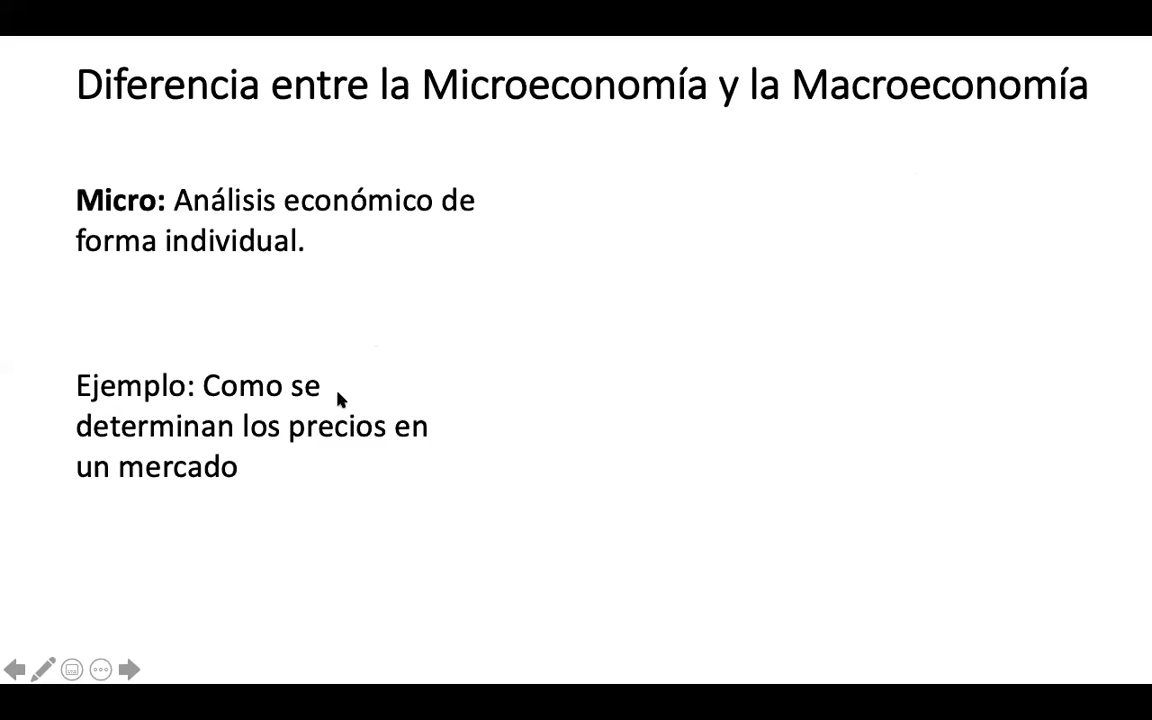 Diferencia entre la Microeconomía y la Macroeconomía
Micro: Análisis económico de
forma individual.
Ejemplo: Como se
determinan los precios en
un mercado